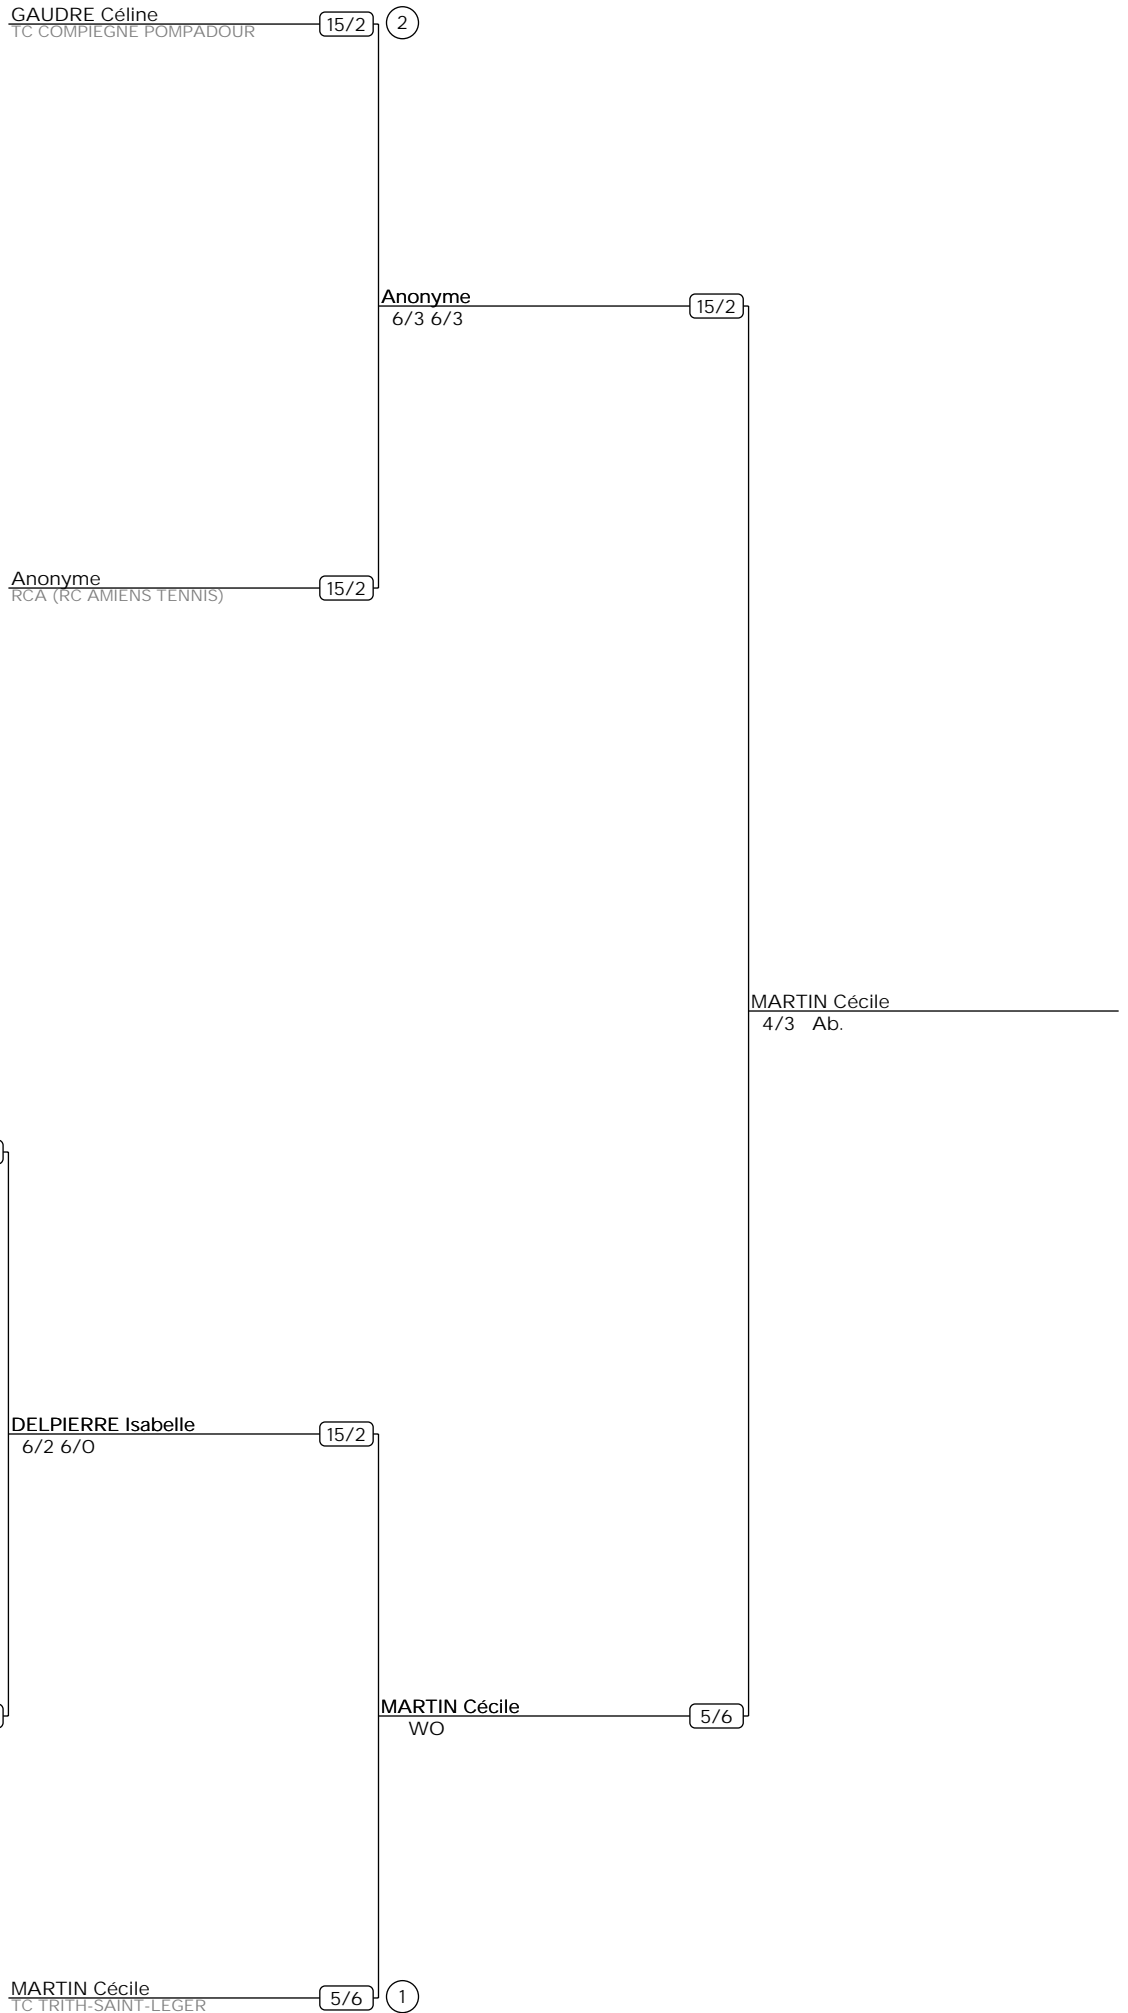 GAUDRE Céline
TC COMPIEGNE POMPADOUR
15/2
2
Anonyme
6/3 6/3
15/2
Anonyme
RCA (RC AMIENS TENNIS)
15/2
MARTIN Cécile
4/3 Ab.
DELPIERRE Isabelle
6/2 6/0
15/2
MARTIN Cécile
WO
5/6
MARTIN Cécile
TC TRITH-SAINT-LEGER
5/6
1